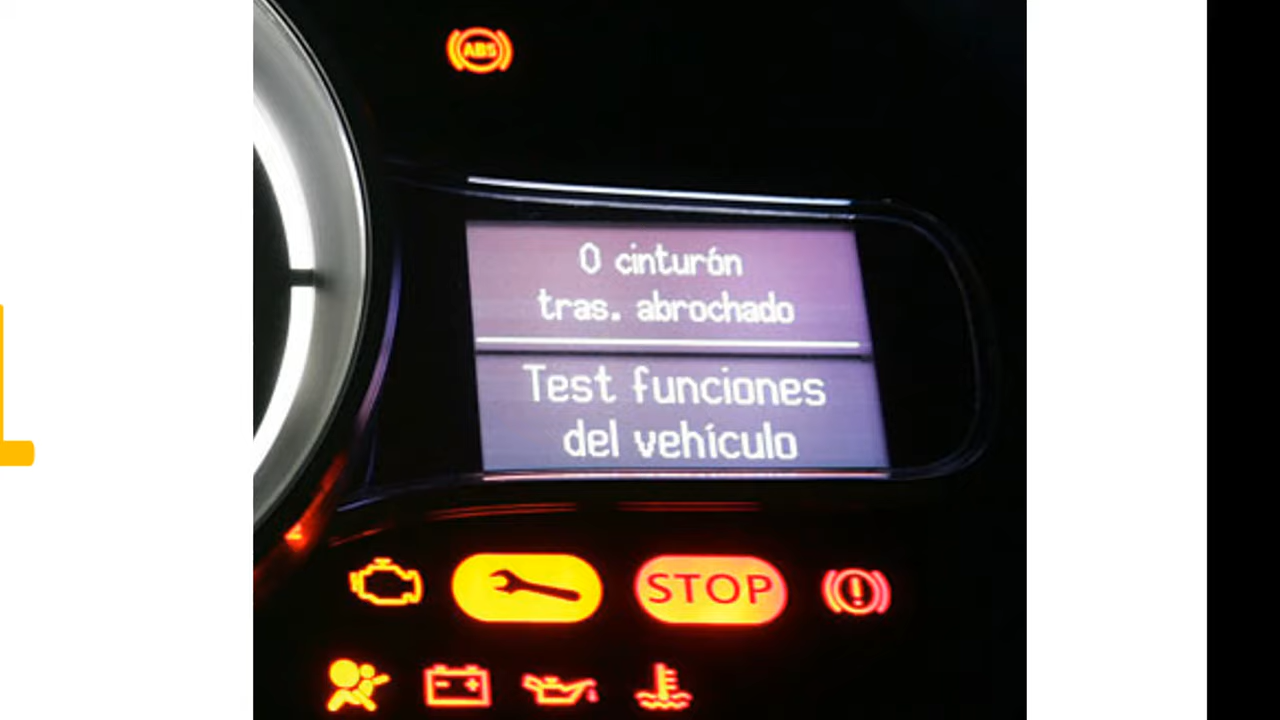 ABS
0 cinturón
tras. abrochado
Test funciones
del vehículo
STOP